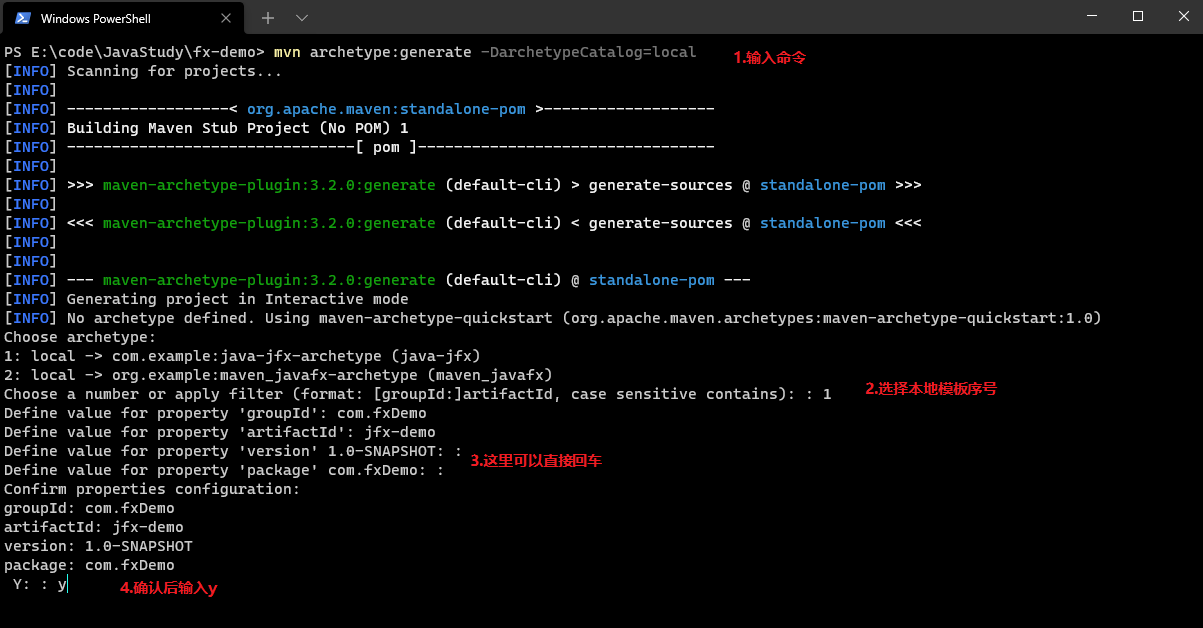 Windows PowerShell
PS E:\code\JavaStudy\fx-demo> mvn archetype:generate -DarchetypeCatalog=local 1.输入命令
[INFO] Scanning for projects...
[INFO]
[INFO] ------------------< org.apache.maven:standalone-pom >-------------------
[INFO] Building Maven Stub Project (No POM) 1
[INFO] --------------------------------[ pom ]---------------------------------
[INFO]
[INFO] >>> maven-archetype-plugin:3.2.0:generate (default-cli) > generate-sources @ standalone-pom >>>
[INFO]
[INFO] <<< maven-archetype-plugin:3.2.0:generate (default-cli) < generate-sources @ standalone-pom <<<
[INFO]
[INFO]
[INFO] --- maven-archetype-plugin:3.2.0:generate (default-cli) @ standalone-pom ---
[INFO] Generating project in Interactive mode
[INFO] No archetype defined. Using maven-archetype-quickstart (org.apache.maven.archetypes:maven-archetype-quickstart:1.0)
Choose archetype:
1: local -> com.example:java-jfx-archetype (java-jfx)
2: local -> org.example:maven_javafx-archetype (maven_javafx)
Choose a number or apply filter (format: [groupId:]artifactId, case sensitive contains): : 1 2.选择本地模板序号
Define value for property 'groupId': com.fxDemo
Define value for property 'artifactId': jfx-demo
Define value for property 'version' 1.0-SNAPSHOT: : 3.这里可以直接回车
Define value for property 'package' com.fxDemo: :
Confirm properties configuration:
groupId: com.fxDemo
artifactId: jfx-demo
version: 1.0-SNAPSHOT
package: com.fxDemo
Y: : y 4.确认后输入y